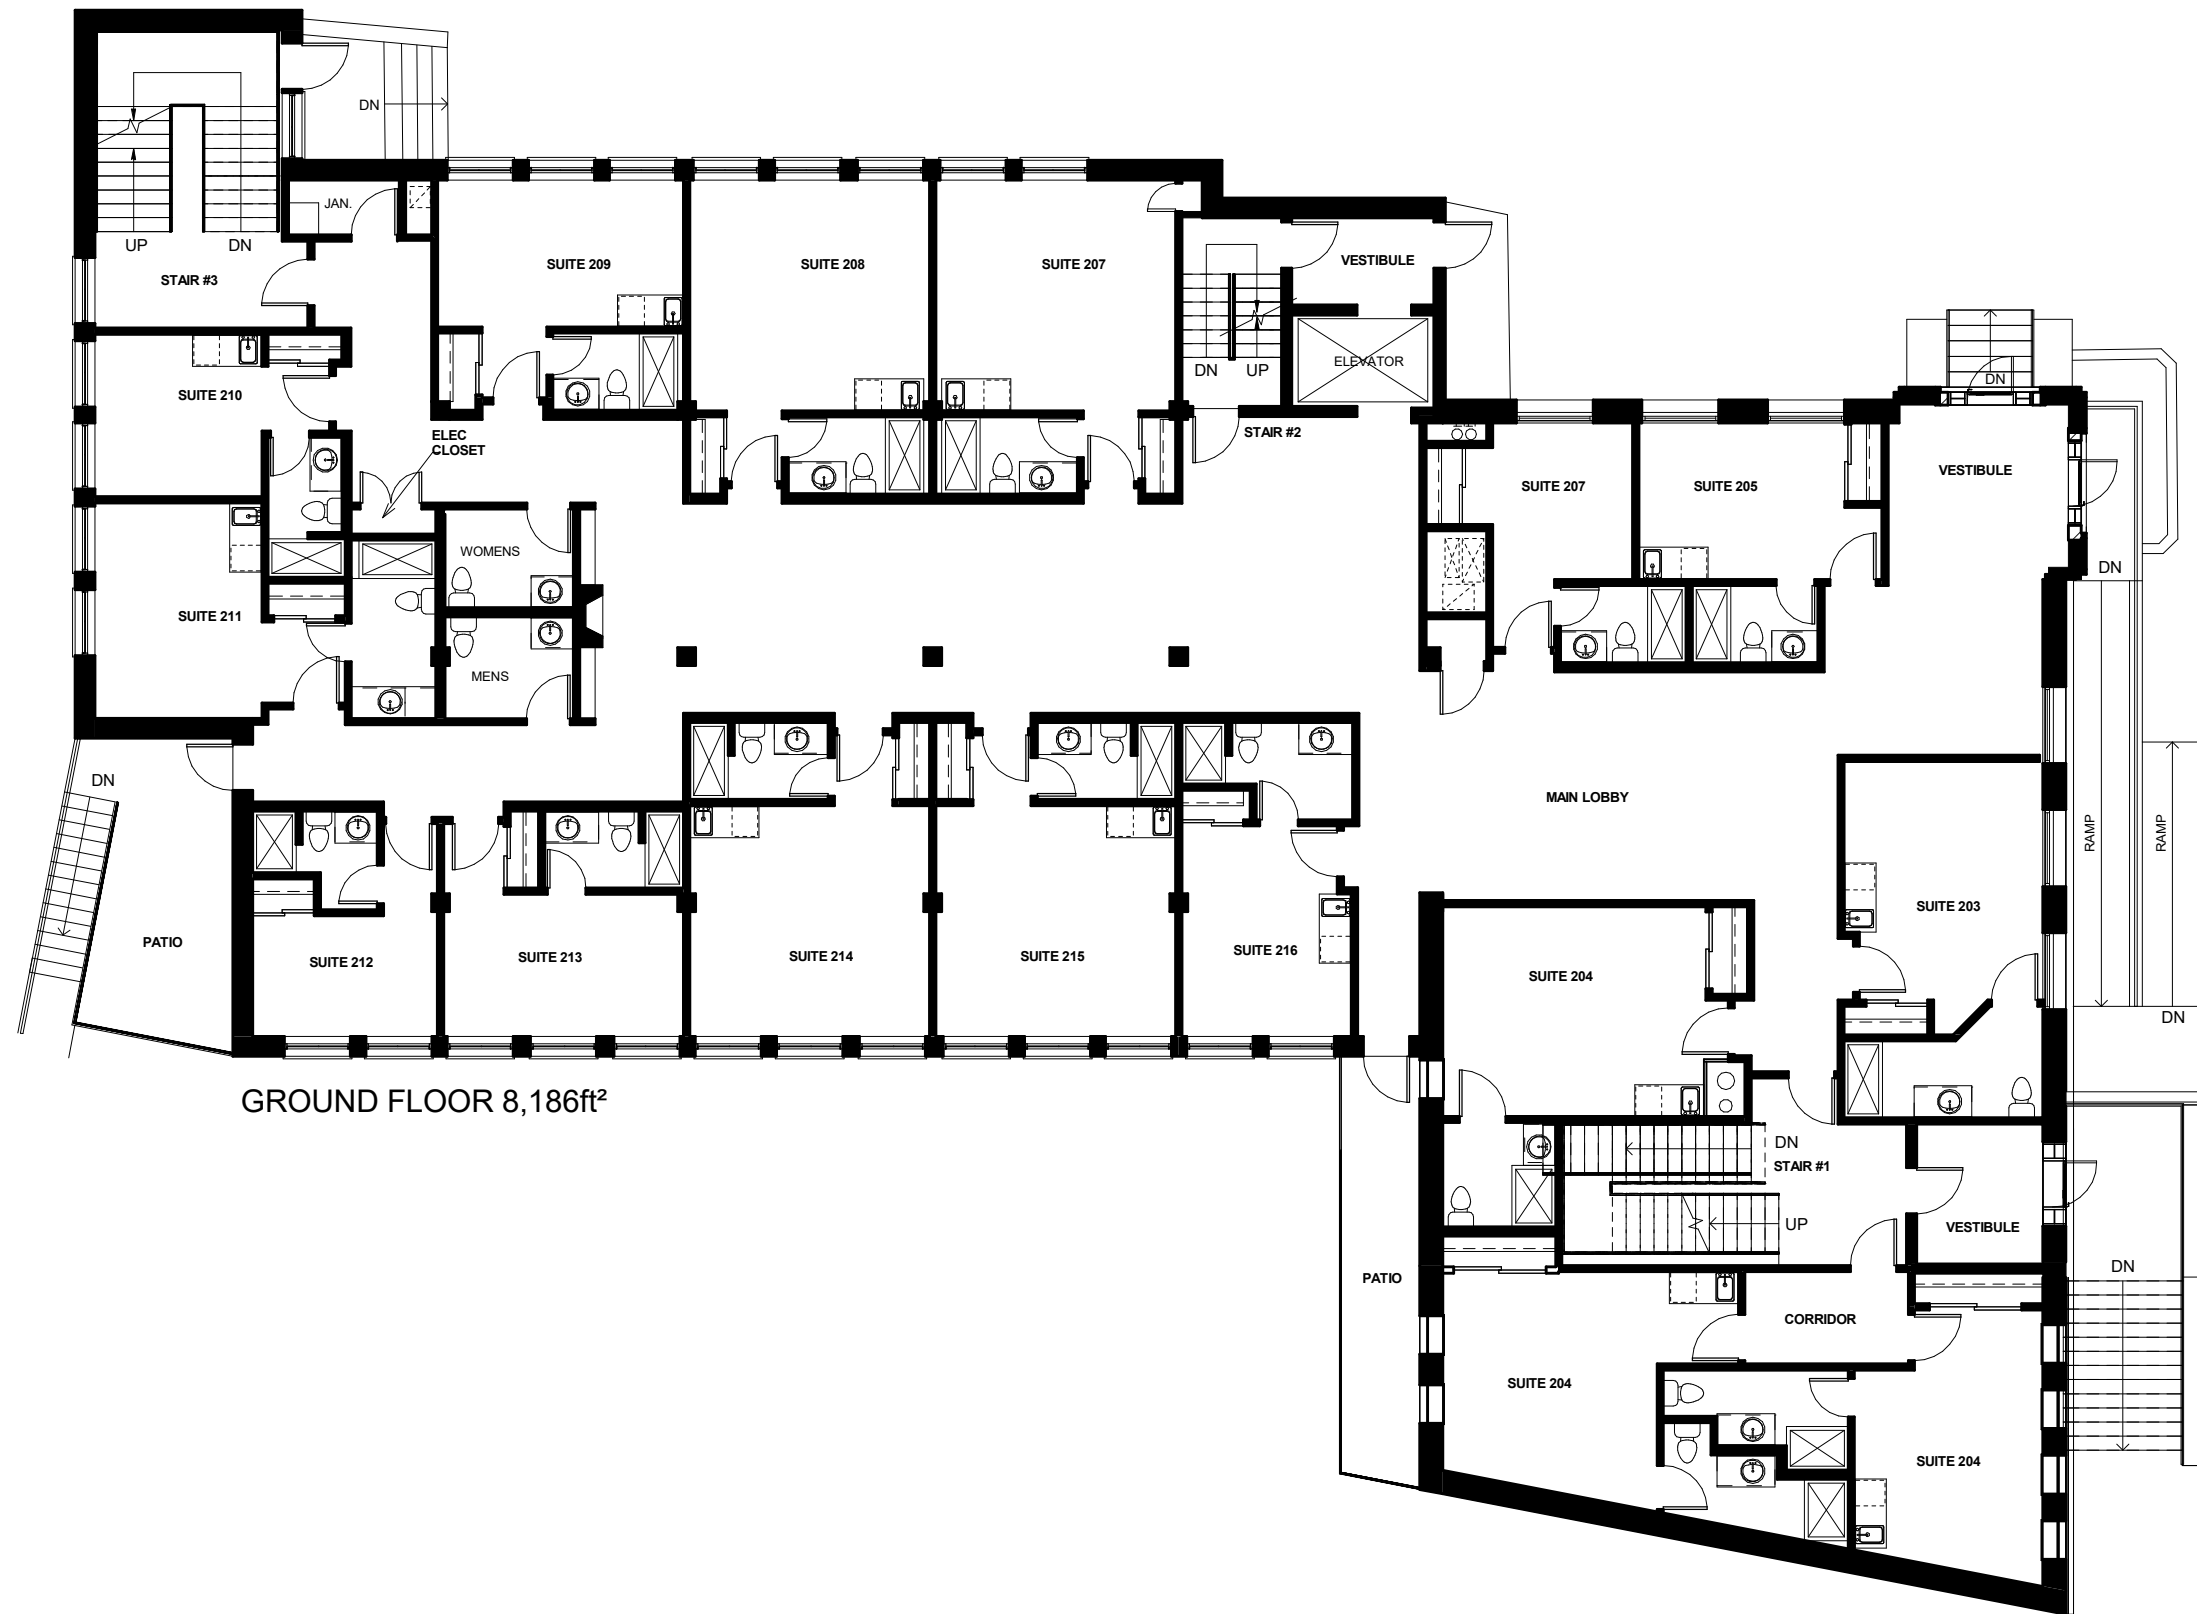 DN
JAN.
UP
DN
STAIR #3
SUITE 209
SUITE 208
SUITE 207
VESTIBULE
DN
UP
ELEVATOR
STAIR #2
DN
SUITE 210
ELEC
CLOSET
SUITE 207
SUITE 205
VESTIBULE
WOMENS
DN
SUITE 211
MENS
DN
MAIN LOBBY
RAMP
RAMP
SUITE 203
PATIO
SUITE 212
SUITE 213
SUITE 214
SUITE 215
SUITE 216
SUITE 204
DN
GROUND FLOOR 8,186ft²
DN
STAIR #1
UP
VESTIBULE
PATIO
DN
CORRIDOR
SUITE 204
SUITE 204